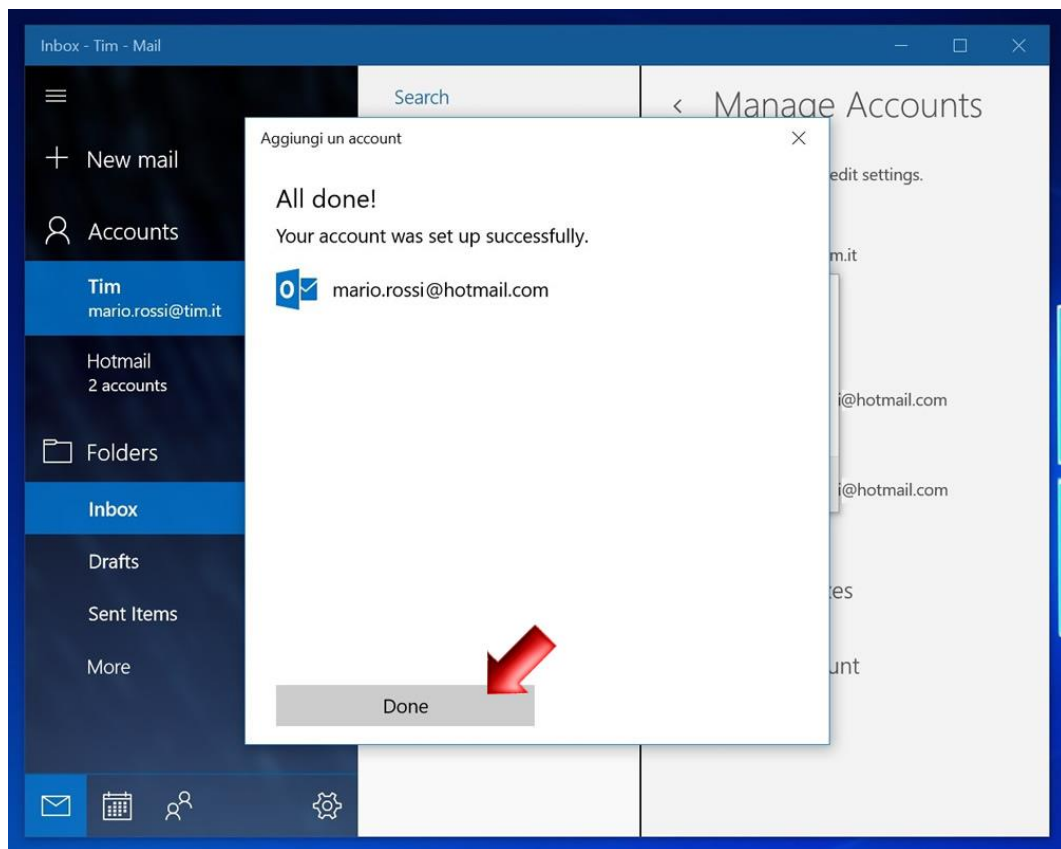 Inbox - Tim - Mail
Search
Manage Accounts
New mail
edit settings.
Accounts
m.it
Tim
mario.rossi@tim.it
Hotmail
2 accounts
i@hotmail.com
Folders
i@hotmail.com
Inbox
Drafts
Sent Items
More
Aggiungi un account
All done!
Your account was set up successfully.
mario.rossi@hotmail.com
Done